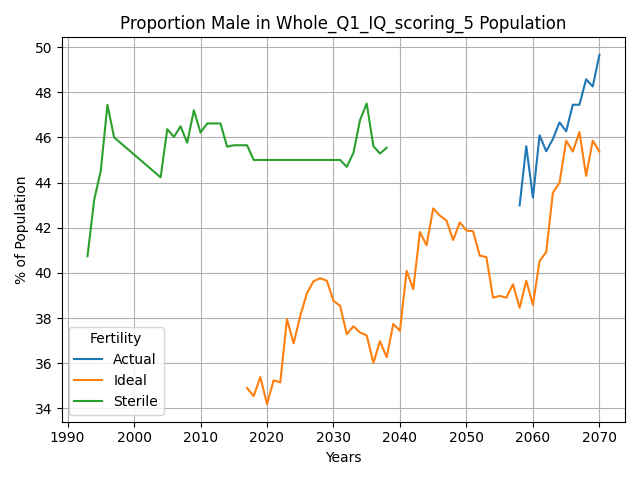 Proportion Male in Whole_Q1_IQ_scoring_5 Population
% of Population
50
48
46
44
42
40
38
36
34
Fertility
Actual
Ideal
Sterile
1990 2000 2010 2020 2030 2040 2050 2060 2070
Years